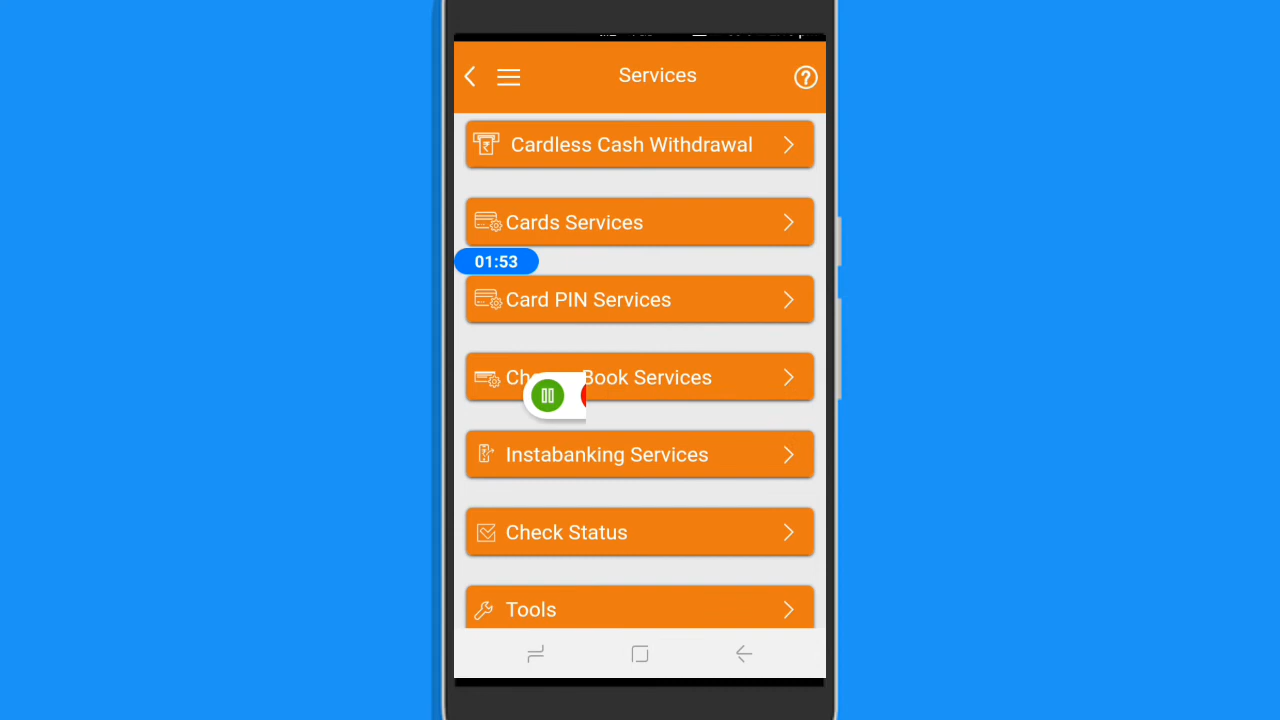 Services
Cardless Cash Withdrawal
Cards Services
01:53
Card PIN Services
Book Services
Instabanking Services
Check Status
Tools